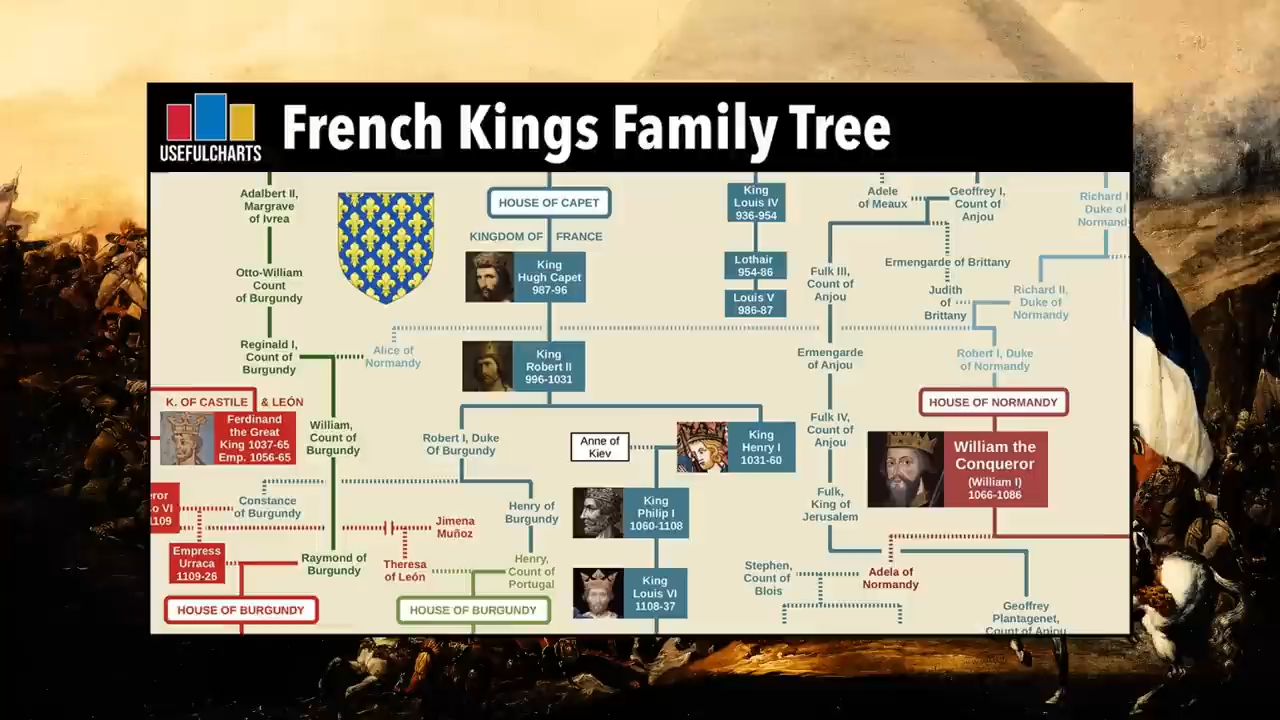 USEFULCHARTS
French Kings Family Tree
Adalbert II,
Margrave
of Ivrea
HOUSE OF CAPET
KINGDOM OF FRANCE
King
Hugh Capet
987-96
King
Louis IV
936-954
Lothair
954-86
Louis V
986-87
Adele
of Meaux
Geoffrey I,
Count of
Anjou
Richard I
Duke of
Normandy
Otto-William
Count
of Burgundy
Fulk III,
Count of
Anjou
Ermengarde of Brittany
Judith
of
Brittany
Richard II,
Duke of
Normandy
Reginald I,
Count of
Burgundy
Alice of
Normandy
King
Robert II
996-1031
Ermengarde
of Anjou
Robert I, Duke
of Normandy
K. OF CASTILE & LEÓN
Ferdinand
the Great
King 1037-65
Emp. 1056-65
William,
Count of
Burgundy
Robert I, Duke
Of Burgundy
Anne of
Kiev
King
Henry I
1031-60
Fulk IV,
Count of
Anjou
HOUSE OF NORMANDY
William the
Conqueror
(William I)
1066-1086
eror
o VI
1109
Constance
of Burgundy
Jimena
Muñoz
Henry of
Burgundy
King
Philip I
1060-1108
Fulk,
King of
Jerusalem
Empress
Urraca
1109-26
Raymond of
Burgundy
Theresa
of León
Henry,
Count of
Portugal
King
Louis VI
1108-37
Stephen,
Count of
Blois
Adela of
Normandy
HOUSE OF BURGUNDY
HOUSE OF BURGUNDY
Geoffrey
Plantagenet,
Count of Anjou